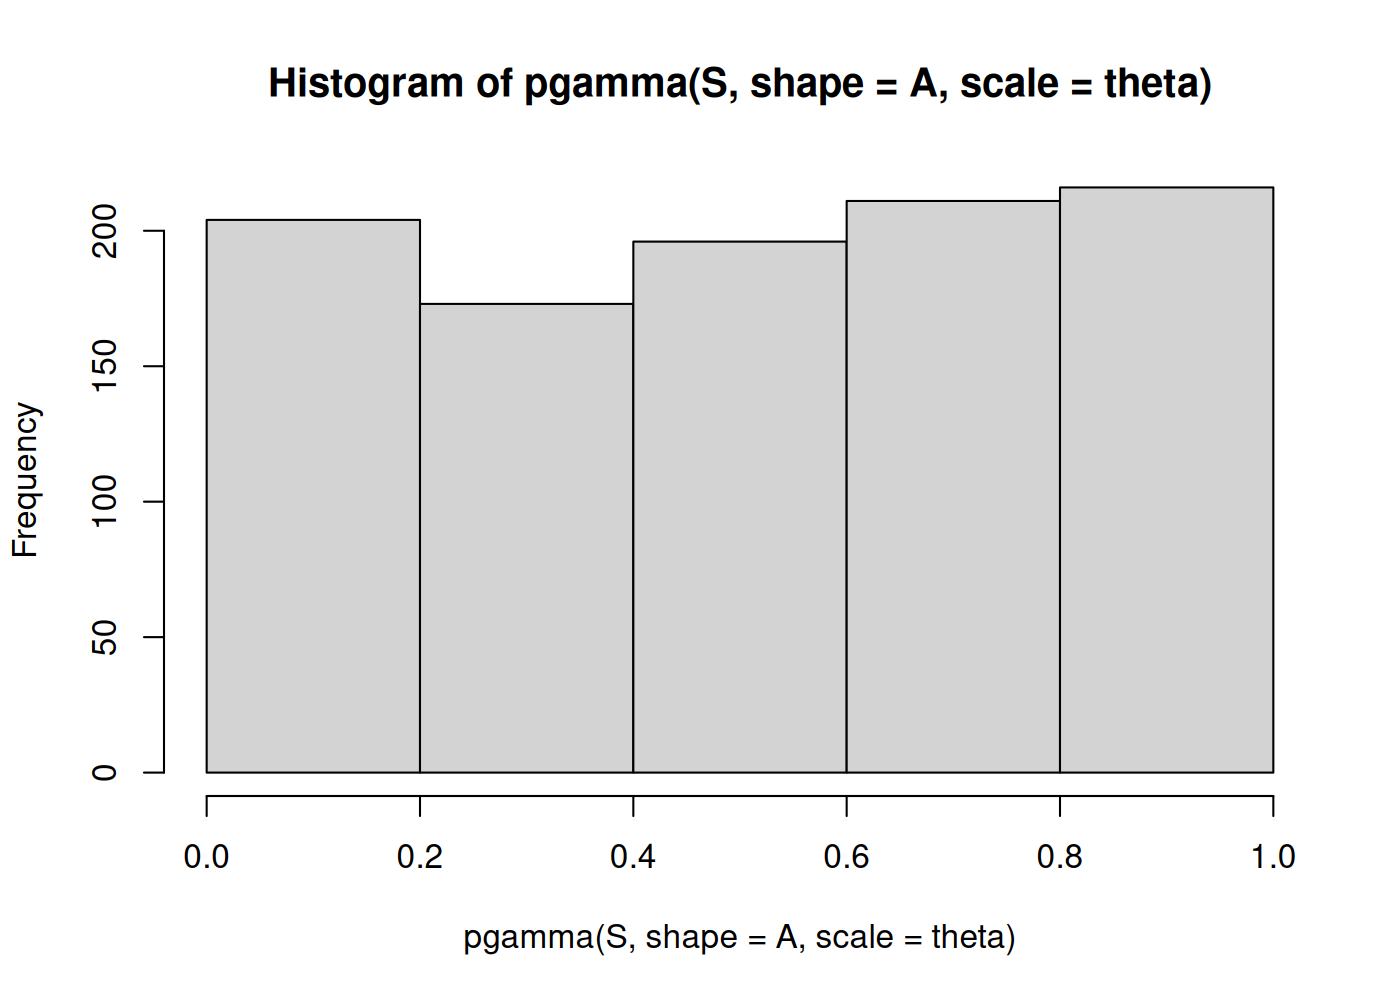 Histogram of pgamma(S, shape = A, scale = theta)
Frequency
200
150
100
50
0
0.0 0.2 0.4 0.6 0.8 1.0
pgamma(S, shape = A, scale = theta)